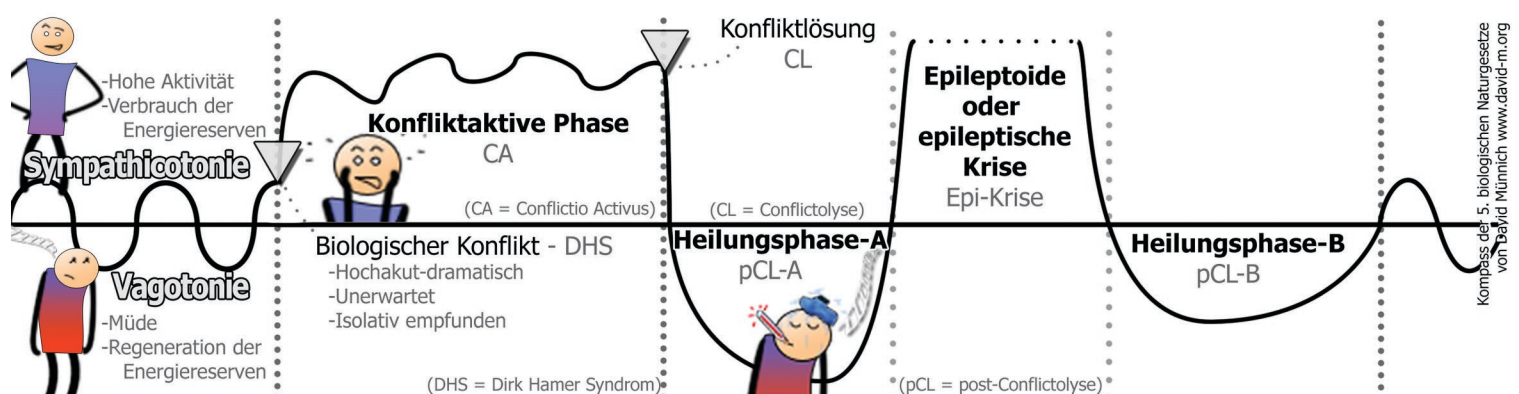 -Hohe Aktivität
-Verbrauch der
Energiereserven
Sympathicotonie
Vagotonie
-Müde
-Regeneration der
Energiereserven
Konfliktaktive Phase
CA
(CA = Conflictio Activus)
Biologischer Konflikt - DHS
-Hochakut-dramatisch
-Unerwartet
-Isolativ empfunden
(DHS = Dirk Hamer Syndrom)
Konfliktlösung
CL
(CL = Conflictolyse)
Heilungsphase-A
pCL-A
Epileptoide
oder
epileptische
Krise
Epi-Krise
(pCL = post-Conflictolyse)
Heilungsphase-B
pCL-B
Kompass der 5. biologischen Naturgesetze
von David Münnich www.david-m.org